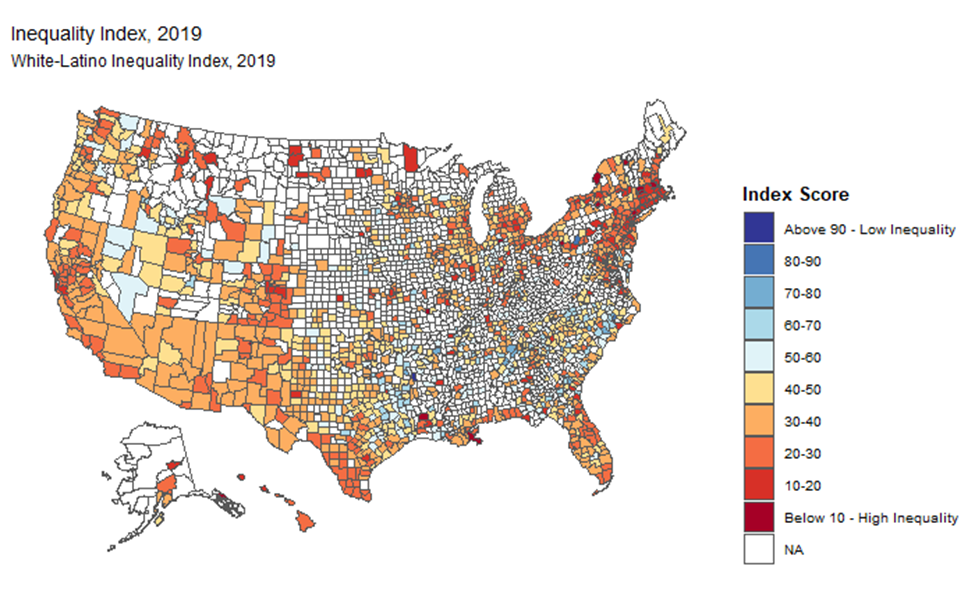 Inequality Index, 2019
White-Latino Inequality Index, 2019
Index Score
Above 90 - Low Inequality
80-90
70-80
60-70
50-60
40-50
30-40
20-30
10-20
Below 10 - High Inequality
NA